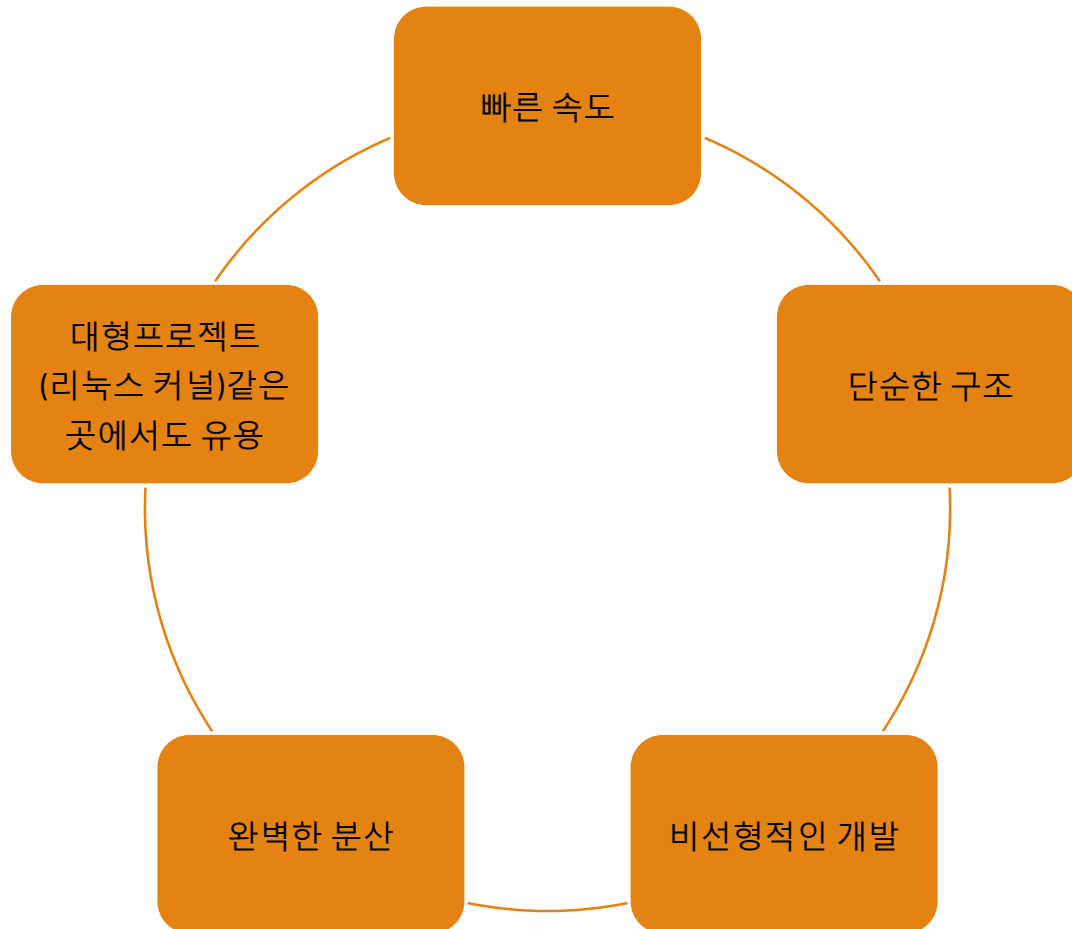 빠른 속도
단순한 구조
비선형적인 개발
완벽한 분산
대형프로젝트
(리눅스 커널)같은
곳에서도 유용